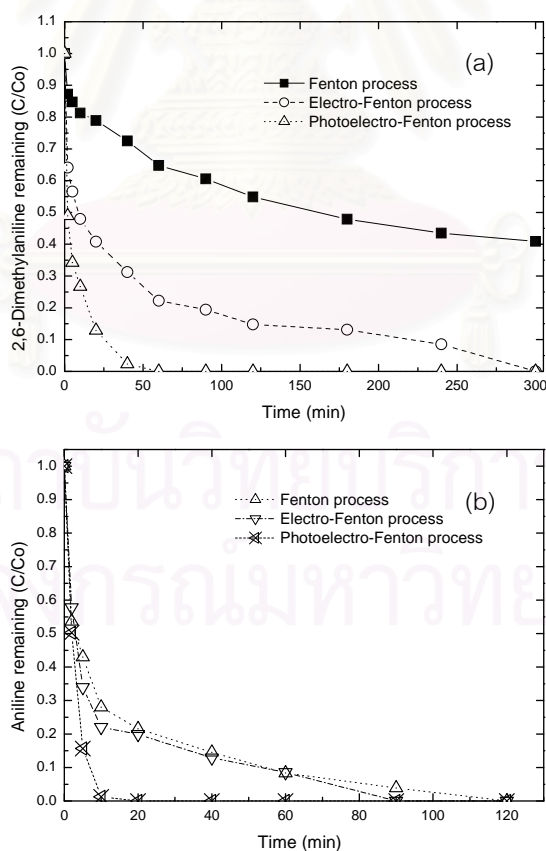 1.1
1.0
0.9
0.8
0.7
0.6
0.5
0.4
0.3
0.2
0.1
0.0
2,6-Dimethylaniline remaining (C/Co)
(a)
Fenton process
Electro-Fenton process
Photoelectro-Fenton process
0 50 100 150 200 250 300
Time (min)
1.0
0.9
0.8
0.7
0.6
0.5
0.4
0.3
0.2
0.1
0.0
Aniline remaining (C/Co)
(b)
Fenton process
Electro-Fenton process
Photoelectro-Fenton process
0 20 40 60 80 100 120
Time (min)